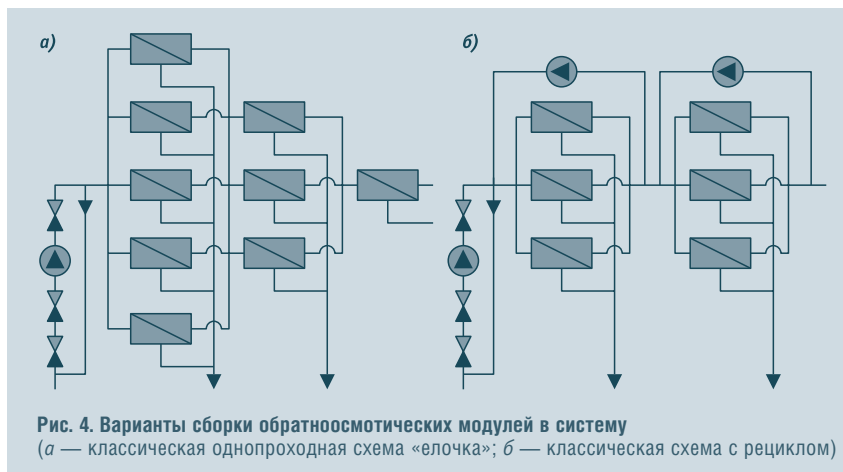 а)
б)
Рис. 4. Варианты сборки обратноосмотических модулей в систему
(а — классическая однопроходная схема «елочка»; б — классическая схема с рециклом)